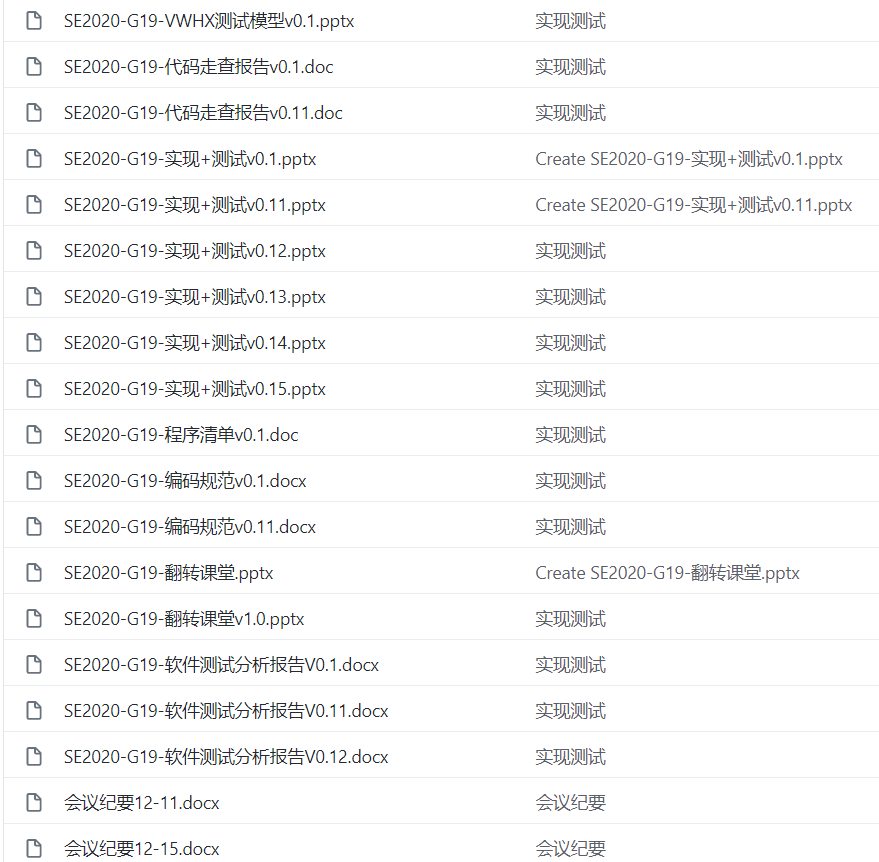 SE2020-G19-VWHX测试模型v0.1.pptx 实现测试
SE2020-G19-代码走查报告v0.1.doc 实现测试
SE2020-G19-代码走查报告v0.11.doc 实现测试
SE2020-G19-实现+测试v0.1.pptx Create SE2020-G19-实现+测试v0.1.pptx
SE2020-G19-实现+测试v0.11.pptx Create SE2020-G19-实现+测试v0.11.pptx
SE2020-G19-实现+测试v0.12.pptx 实现测试
SE2020-G19-实现+测试v0.13.pptx 实现测试
SE2020-G19-实现+测试v0.14.pptx 实现测试
SE2020-G19-实现+测试v0.15.pptx 实现测试
SE2020-G19-程序清单v0.1.doc 实现测试
SE2020-G19-编码规范v0.1.docx 实现测试
SE2020-G19-编码规范v0.11.docx 实现测试
SE2020-G19-翻转课堂.pptx Create SE2020-G19-翻转课堂.pptx
SE2020-G19-翻转课堂v1.0.pptx 实现测试
SE2020-G19-软件测试分析报告V0.1.docx 实现测试
SE2020-G19-软件测试分析报告V0.11.docx 实现测试
SE2020-G19-软件测试分析报告V0.12.docx 实现测试
会议纪要12-11.docx 会议纪要
会议纪要12-15.docx 会议纪要